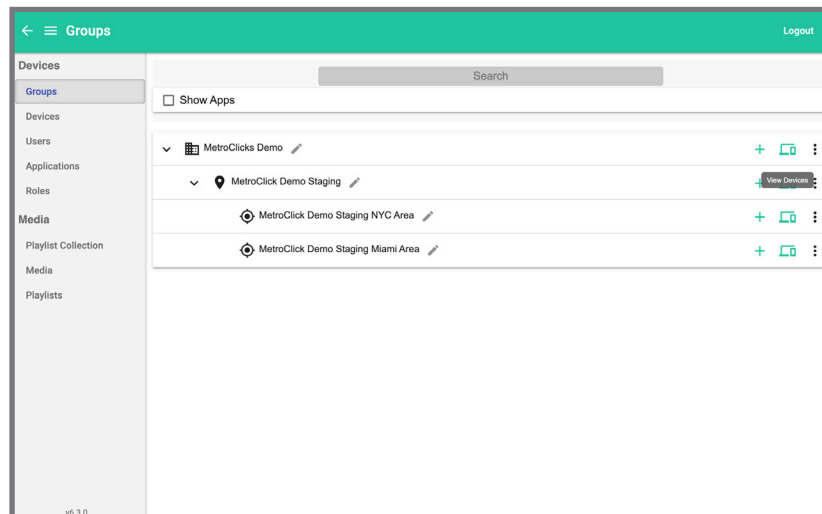 Groups
Logout
Devices
Groups
Devices
Users
Applications
Roles
Media
Playlist Collection
Media
Playlists
v6.3.0
Search
Show Apps
MetroClicks Demo
View Devices
MetroClick Demo Staging
MetroClick Demo Staging NYC Area
MetroClick Demo Staging Miami Area